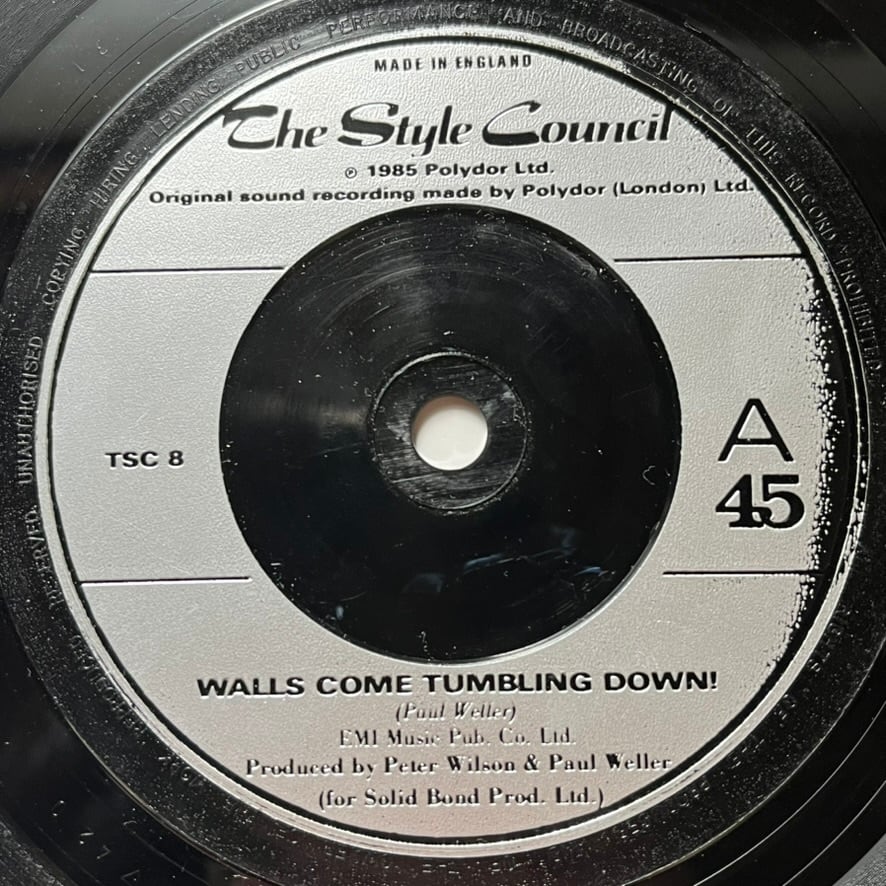 UNAUTHORISED COPYING HIRING LENDING PUBLIC PERFORMANCE AND BROADCASTING OF THIS RECORD PROHIBITED
MADE IN ENGLAND
The Style Council
℗ 1985 Polydor Ltd.
Original sound recording made by Polydor (London) Ltd.
TSC 8
A
45
WALLS COME TUMBLING DOWN!
(Paul Weller)
EMI Music Pub. Co. Ltd.
Produced by Peter Wilson & Paul Weller
(for Solid Bond Prod. Ltd.)